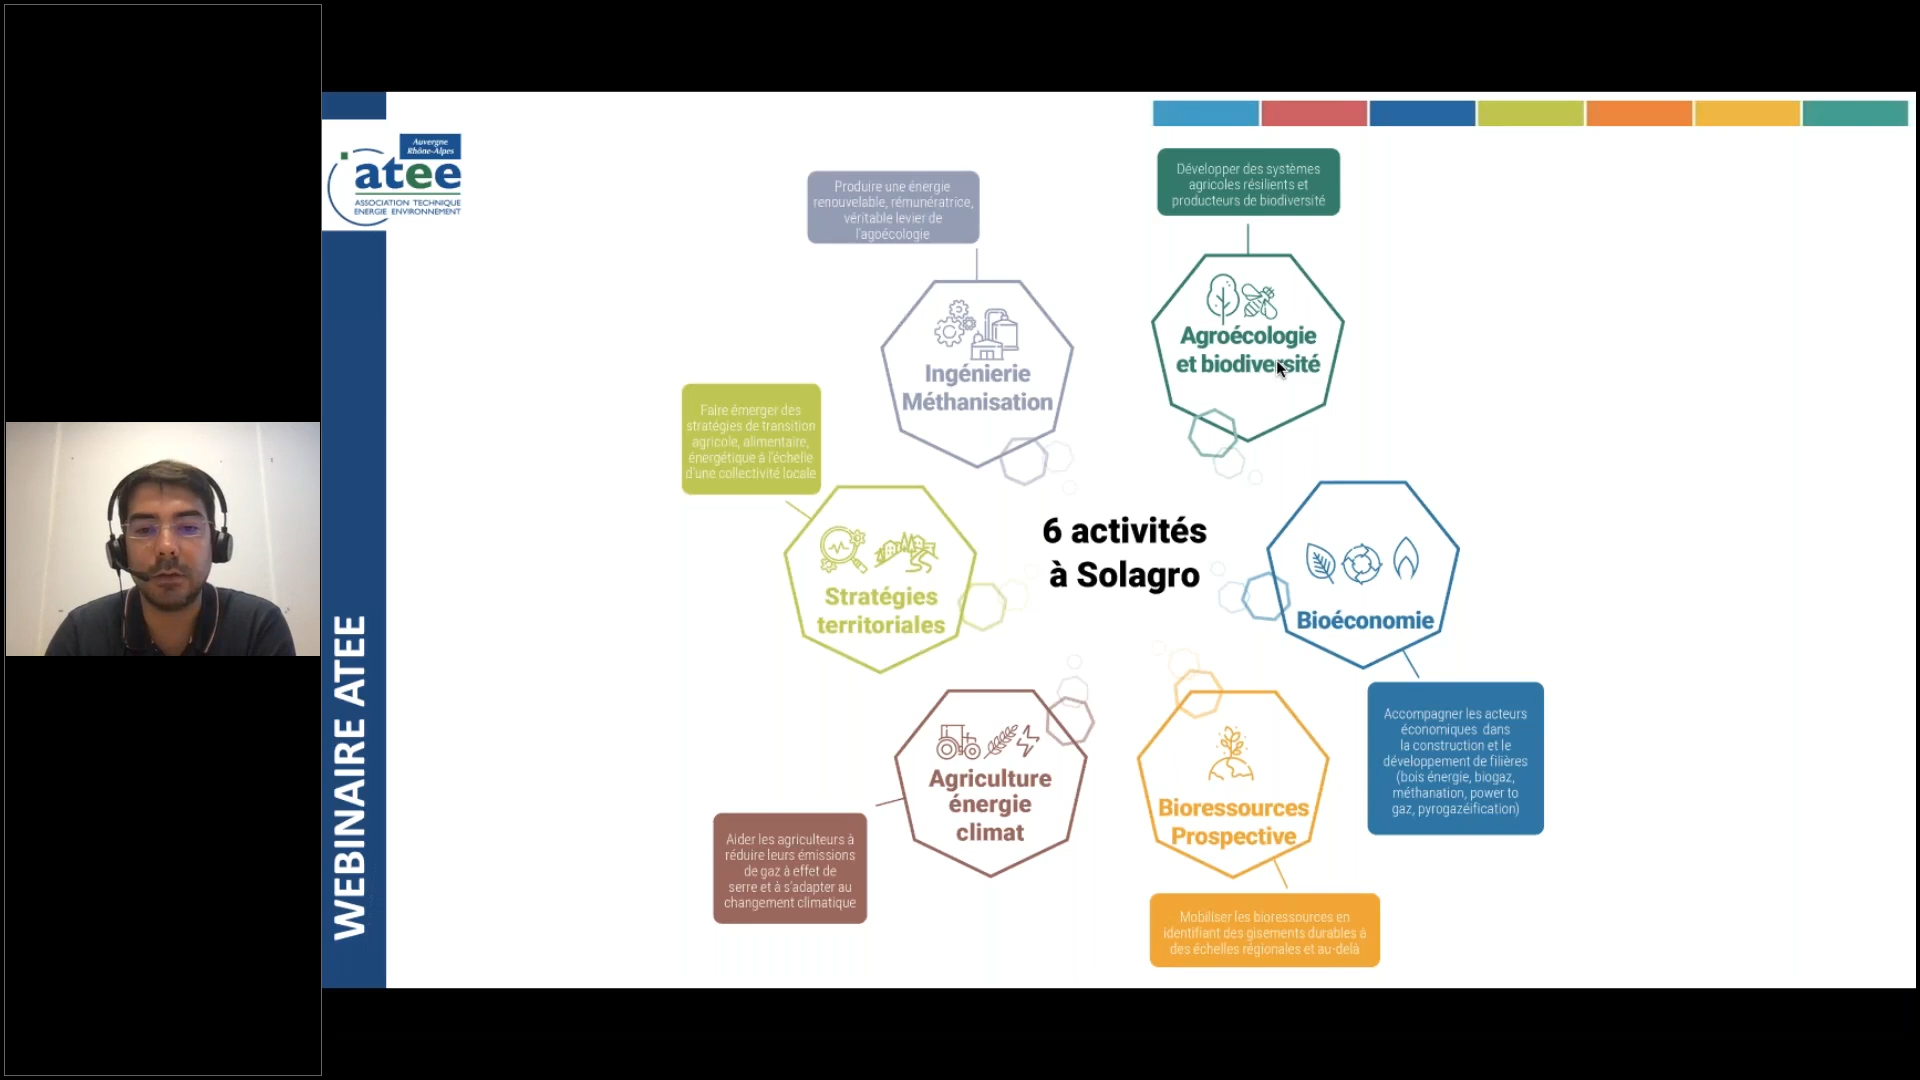 Auvergne
Rhône-Alpes
atee
ASSOCIATION TECHNIQUE
ENERGIE ENVIRONNEMENT
WEBINAIRE ATEE
Produire une énergie
renouvelable, rémunératrice,
véritable levier de
l'agoécologie
Ingénierie
Méthanisation
Développer des systèmes
agricoles résilients et
producteurs de biodiversité
Agroécologie
et biodiversité
Faire émerger des
stratégies de transition
agricole, alimentaire,
énergétique à l'échelle
d'une collectivité locale
Stratégies
territoriales
6 activités
à Solagro
Bioéconomie
Accompagner les acteurs
économiques dans
la construction et le
développement de filières
(bois énergie, biogaz,
méthanation, power to
gaz, pyrogazéification)
Agriculture
énergie
climat
Aider les agriculteurs à
réduire leurs émissions
de gaz à effet de
serre et à s'adapter au
changement climatique
Bioressources
Prospective
Mobiliser les bioressources en
identifiant des gisements durables à
des échelles régionales et au-delà